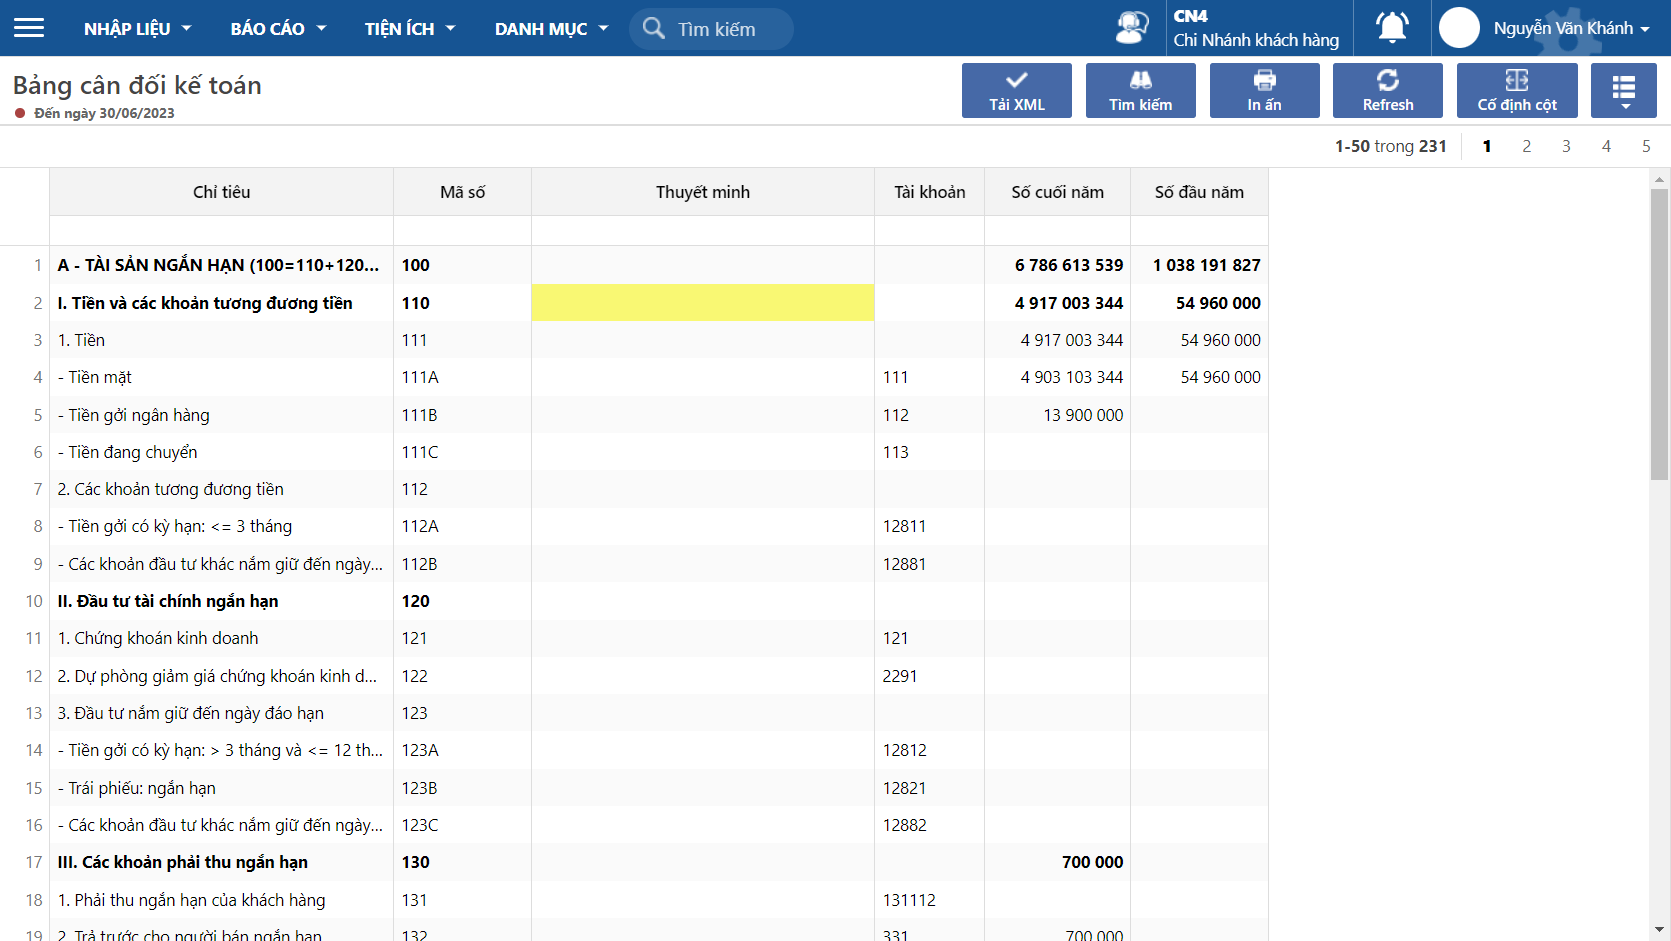 NHẬP LIỆU BÁO CÁO TIỆN ÍCH DANH MỤC Tìm kiếm CN4 Chi Nhánh khách hàng Nguyễn Văn Khánh
Bảng cân đối kế toán
Đến ngày 30/06/2023
Tải XML Tìm kiếm In ấn Refresh Cố định cột
1-50 trong 231 1 2 3 4 5
Chỉ tiêu Mã số Thuyết minh Tài khoản Số cuối năm Số đầu năm
1 A - TÀI SẢN NGẮN HẠN (100=110+120... 100 6 786 613 539 1 038 191 827
2 I. Tiền và các khoản tương đương tiền 110 4 917 003 344 54 960 000
3 1. Tiền 111 4 917 003 344 54 960 000
4 - Tiền mặt 111A 111 4 903 103 344 54 960 000
5 - Tiền gởi ngân hàng 111B 112 13 900 000
6 - Tiền đang chuyển 111C 113
7 2. Các khoản tương đương tiền 112
8 - Tiền gởi có kỳ hạn: <= 3 tháng 112A 12811
9 - Các khoản đầu tư khác nắm giữ đến ngày... 112B 12881
10 II. Đầu tư tài chính ngắn hạn 120
11 1. Chứng khoán kinh doanh 121 121
12 2. Dự phòng giảm giá chứng khoán kinh d... 122 2291
13 3. Đầu tư nắm giữ đến ngày đáo hạn 123
14 - Tiền gởi có kỳ hạn: > 3 tháng và <= 12 th... 123A 12812
15 - Trái phiếu: ngắn hạn 123B 12821
16 - Các khoản đầu tư khác nắm giữ đến ngày... 123C 12882
17 III. Các khoản phải thu ngắn hạn 130 700 000
18 1. Phải thu ngắn hạn của khách hàng 131 131112
19 2. Trả trước cho người bán ngắn hạn 132 331 700 000